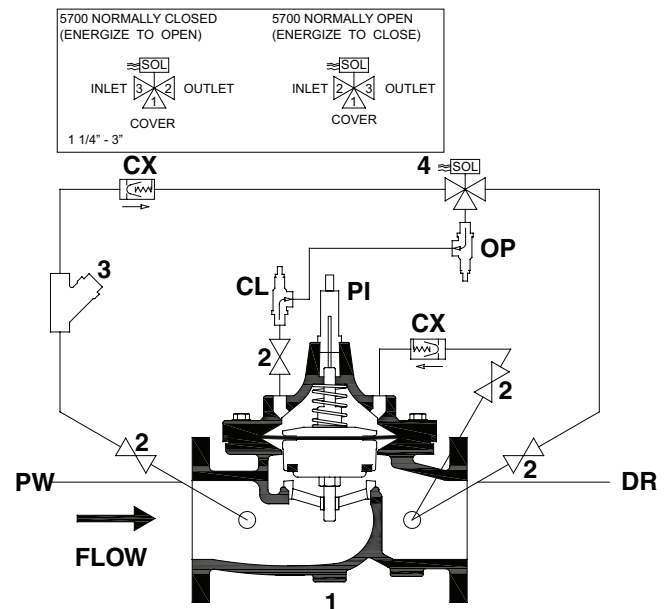 5700 NORMALLY CLOSED
(ENERGIZE TO OPEN)
SOL
INLET 3 2 OUTLET
1
COVER
1 1/4" - 3"
5700 NORMALLY OPEN
(ENERGIZE TO CLOSE)
SOL
INLET 2 3 OUTLET
1
COVER
CX
4 SOL
3
OP
CL
PI
CX
2
2
2
2
PW
DR
FLOW
1